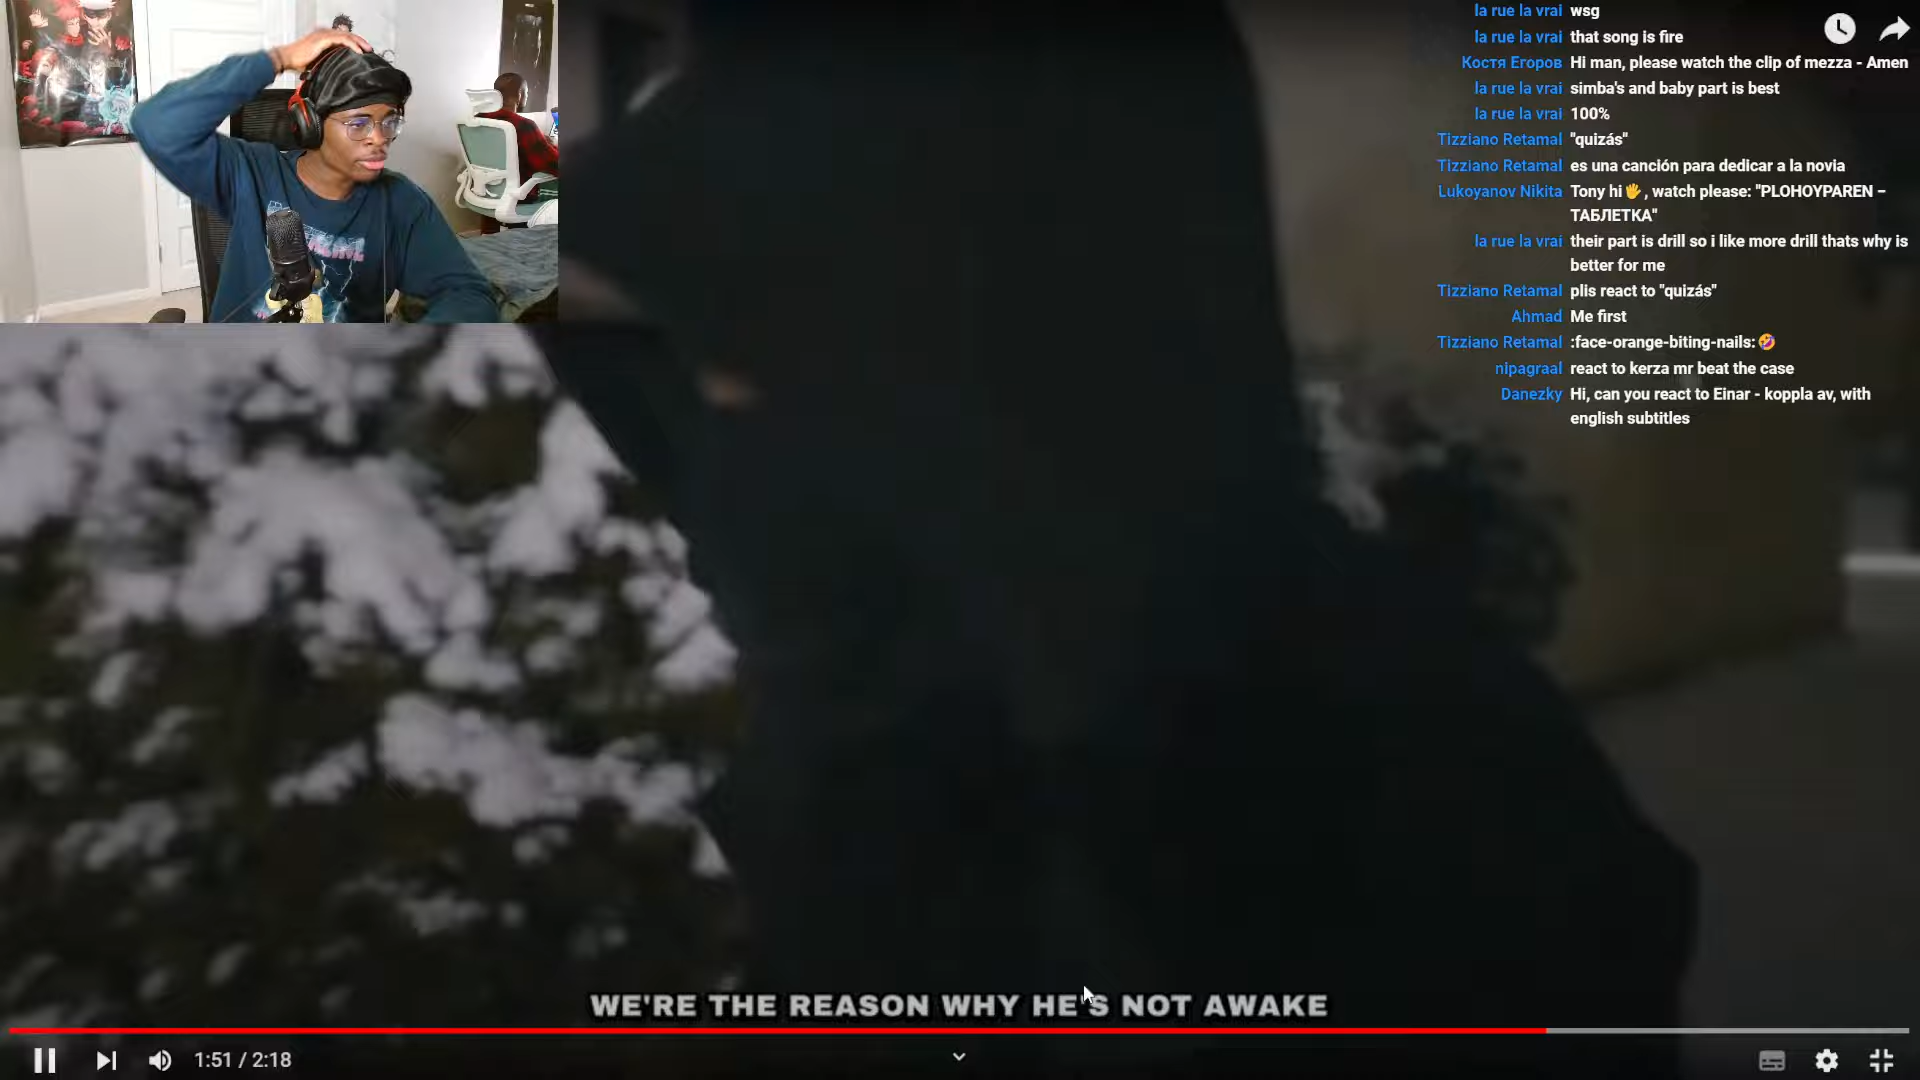 la rue la vrai wsg
la rue la vrai that song is fire
Костя Егоров Hi man, please watch the clip of mezza - Amen
la rue la vrai simba's and baby part is best
la rue la vrai 100%
Tizziano Retamal "quizás"
Tizziano Retamal es una canción para dedicar a la novia
Lukoyanov Nikita Tony hi🖐, watch please: "PLOHOYPAREN –
ТАБЛЕТКА"
la rue la vrai their part is drill so i like more drill thats why is
better for me
Tizziano Retamal plis react to "quizás"
Ahmad Me first
Tizziano Retamal :face-orange-biting-nails:🤣
nipagraal react to kerza mr beat the case
Danezky Hi, can you react to Einar - koppla av, with
english subtitles
WE'RE THE REASON WHY HE'S NOT AWAKE
1:51 / 2:18